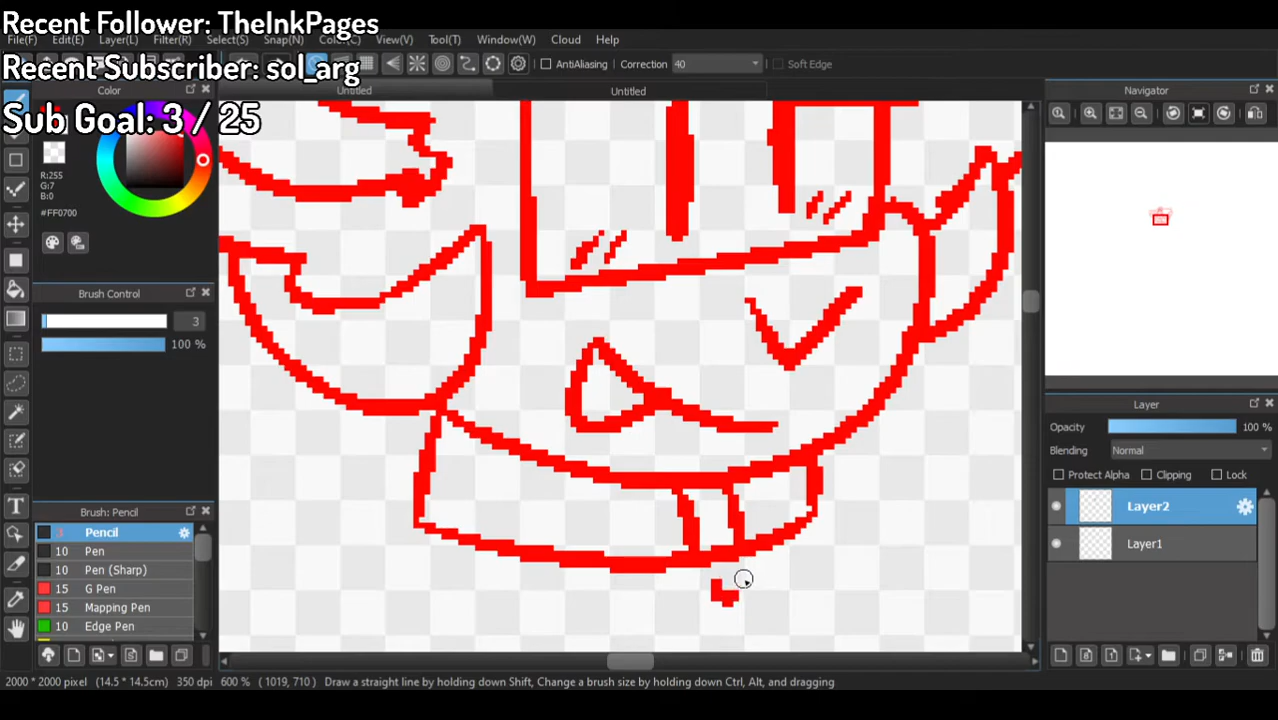 Recent Follower: TheInkPages
File(F) Edit(E) Layer(L) Filter(R) Select(S) Snap(N) Color(C) View(V) Tool(T) Window(W) Cloud Help
Recent Subscriber: sol_arg
AntiAliasing Correction 40 Soft Edge
Color Untitled Untitled Navigator
Sub Goal: 3 / 25
R:255
G:7
B:0
#FF0700
Brush Control
3
100 %
Layer
Opacity 100 %
Blending Normal
Protect Alpha Clipping Lock
Layer2
Layer1
Brush: Pencil
3 Pencil
10 Pen
10 Pen (Sharp)
15 G Pen
15 Mapping Pen
10 Edge Pen
2000 * 2000 pixel (14.5 * 14.5cm) 350 dpi 600 % ( 1019, 710 ) Draw a straight line by holding down Shift, Change a brush size by holding down Ctrl, Alt, and dragging